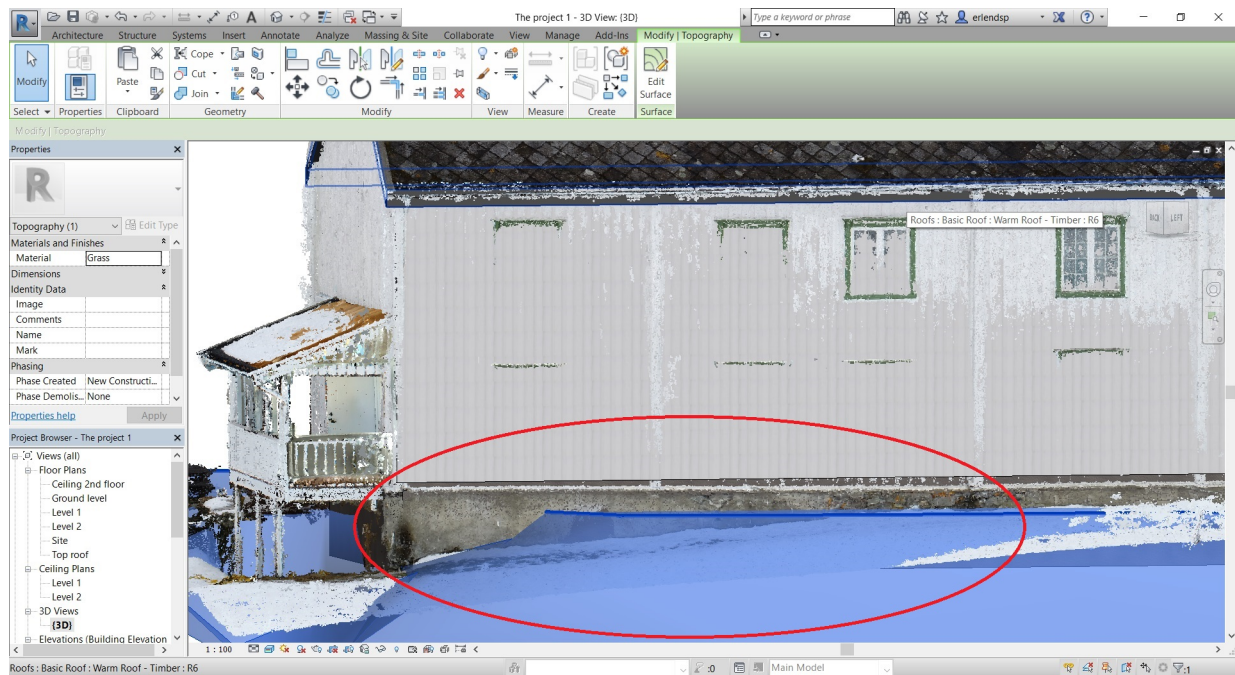 The project 1 - 3D View: {3D}
Type a keyword or phrase
erlendsp
Architecture Structure Systems Insert Annotate Analyze Massing & Site Collaborate View Manage Add-Ins Modify | Topography
Modify
Paste
Cope
Cut
Join
Edit
Surface
Select Properties Clipboard Geometry Modify View Measure Create Surface
Modify | Topography
Properties
R
Topography (1)
Edit Type
Materials and Finishes
Material Grass
Dimensions
Identity Data
Image
Comments
Name
Mark
Phasing
Phase Created New Constructi...
Phase Demolis... None
Properties help
Apply
Project Browser - The project 1
Views (all)
Floor Plans
Ceiling 2nd floor
Ground level
Level 1
Level 2
Site
Top roof
Ceiling Plans
Level 1
Level 2
3D Views
{3D}
Elevations (Building Elevation
Roofs : Basic Roof : Warm Roof - Timber : R6
LEFT
1 : 100
Roofs : Basic Roof : Warm Roof - Timber : R6
:0
Main Model
:1